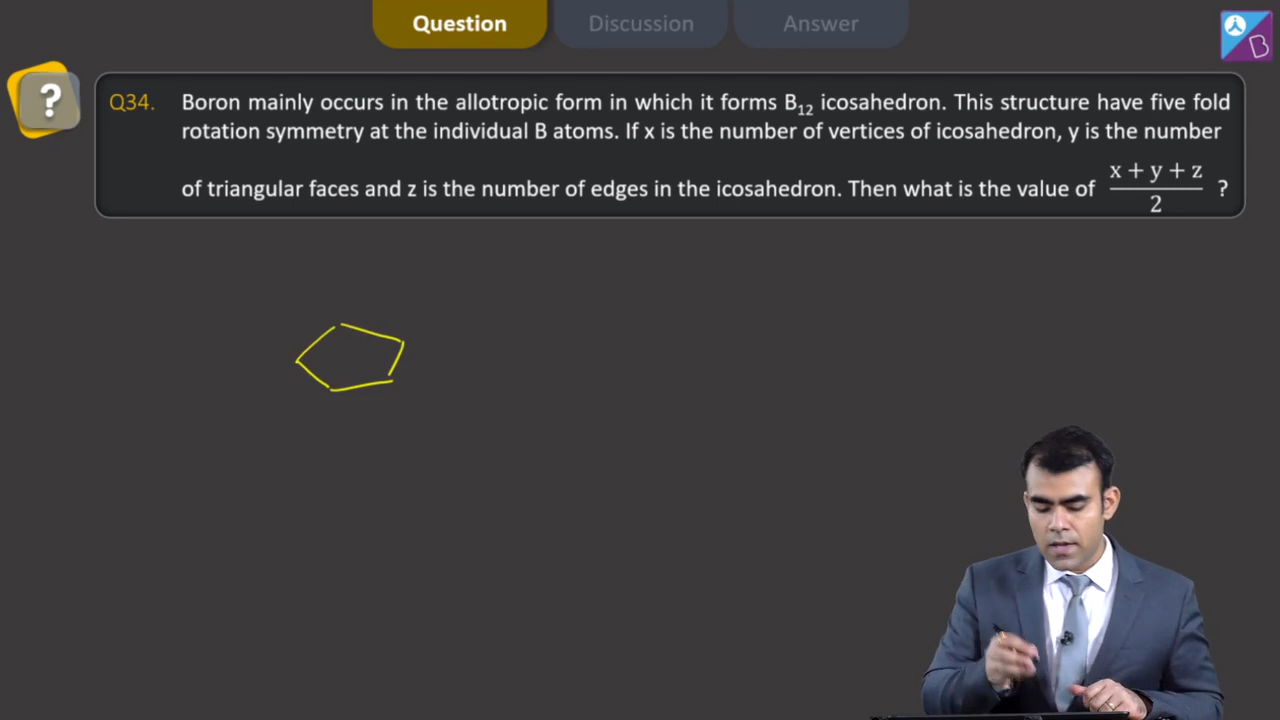 Question
Discussion
Answer
?
Q34. Boron mainly occurs in the allotropic form in which it forms B₁₂ icosahedron. This structure have five fold
rotation symmetry at the individual B atoms. If x is the number of vertices of icosahedron, y is the number
of triangular faces and z is the number of edges in the icosahedron. Then what is the value of (x + y + z)/2 ?
B